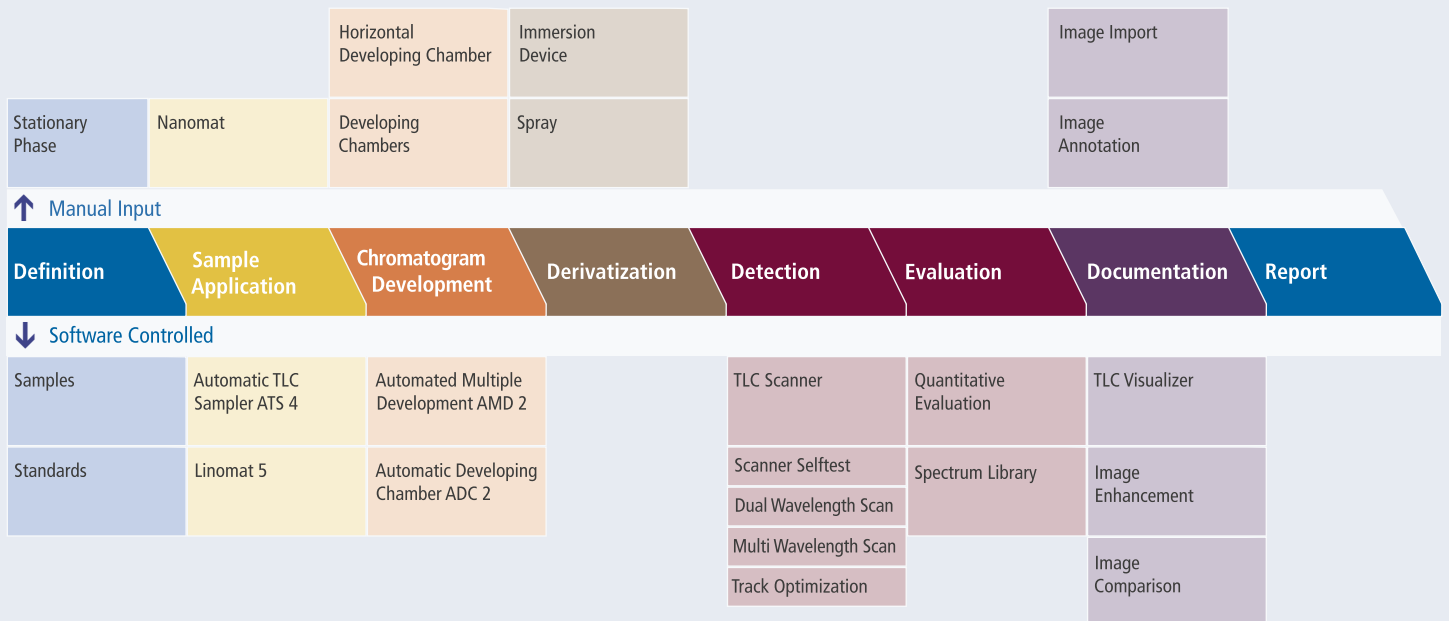 Horizontal
Developing Chamber
Immersion
Device
Image Import
Stationary
Phase
Nanomat
Developing
Chambers
Spray
Image
Annotation
Manual Input
Definition
Sample
Application
Chromatogram
Development
Derivatization
Detection
Evaluation
Documentation
Report
Software Controlled
Samples
Automatic TLC
Sampler ATS 4
Automated Multiple
Development AMD 2
TLC Scanner
Quantitative
Evaluation
TLC Visualizer
Standards
Linomat 5
Automatic Developing
Chamber ADC 2
Scanner Selftest
Dual Wavelength Scan
Multi Wavelength Scan
Track Optimization
Spectrum Library
Image
Enhancement
Image
Comparison